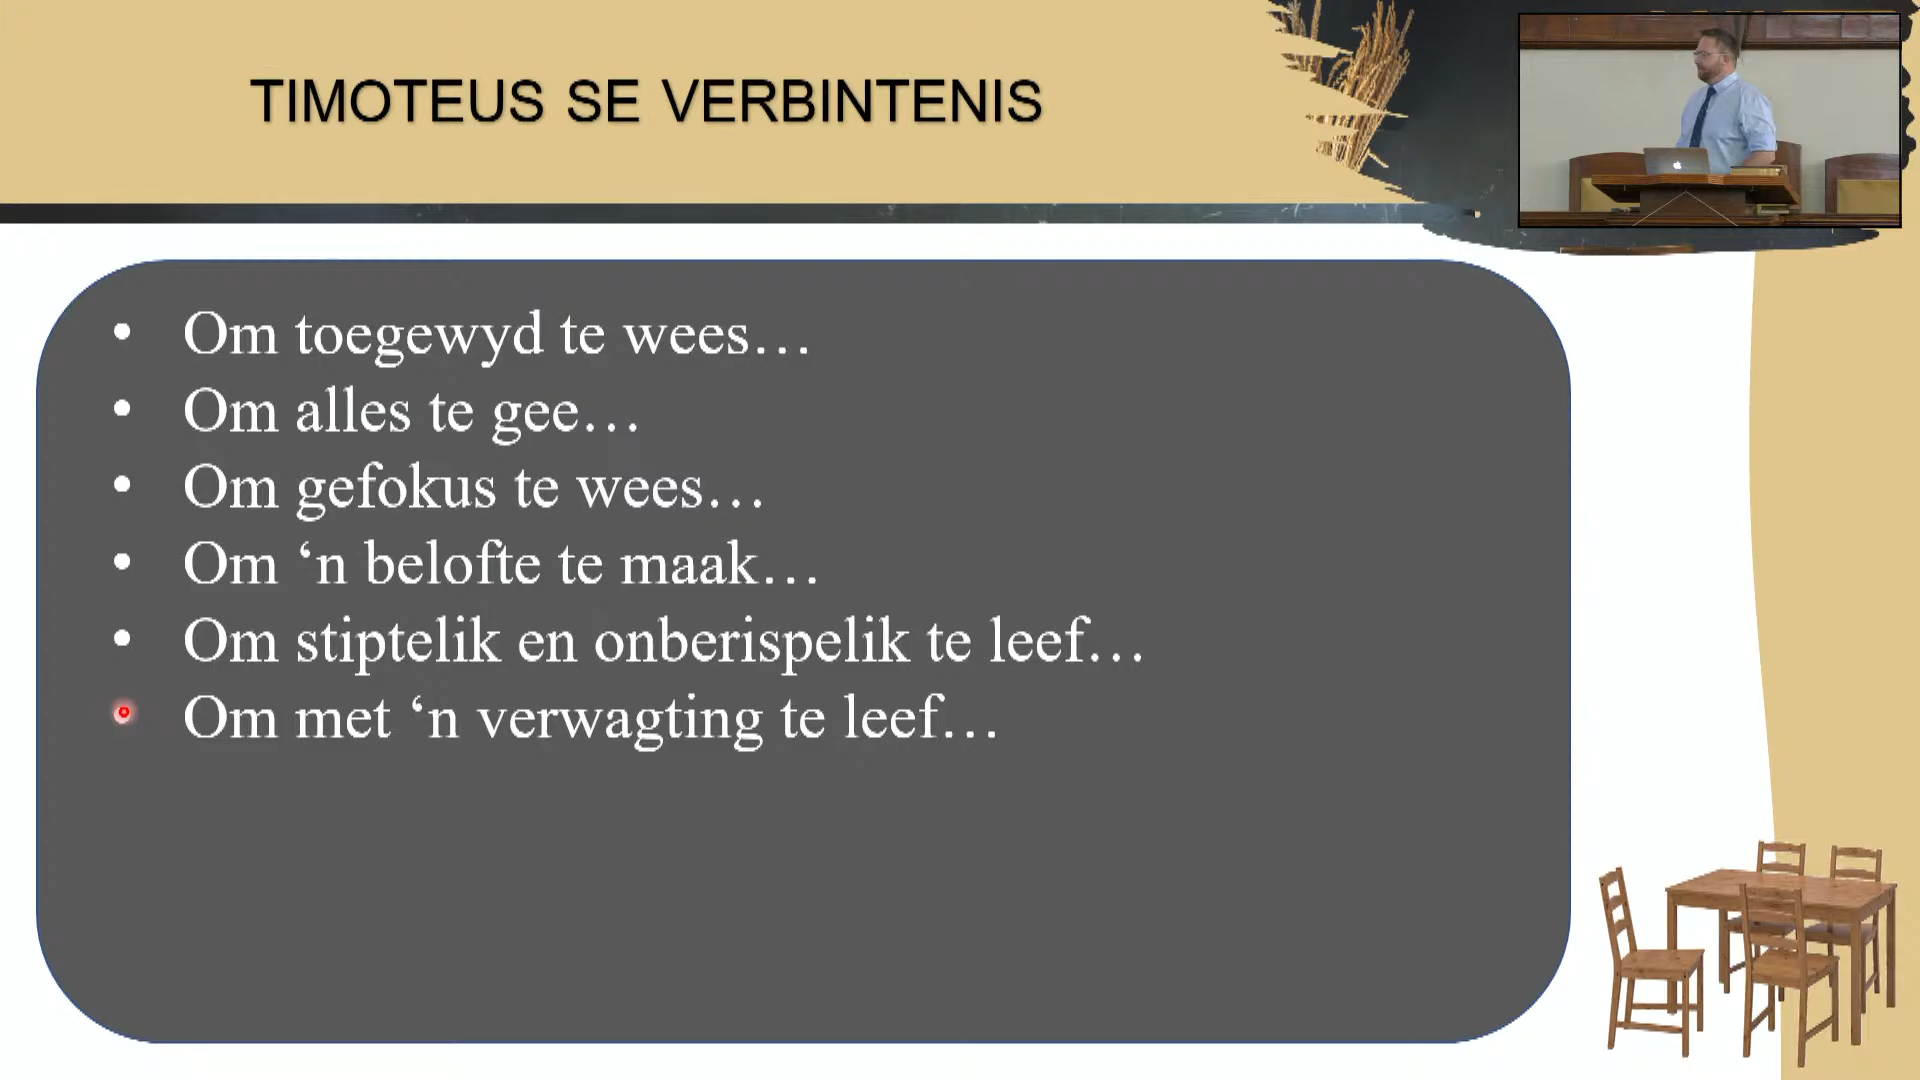 TIMOTEUS SE VERBINTENIS
• Om toegewyd te wees…
• Om alles te gee…
• Om gefokus te wees…
• Om ‘n belofte te maak…
• Om stiptelik en onberispelik te leef…
• Om met ‘n verwagting te leef…